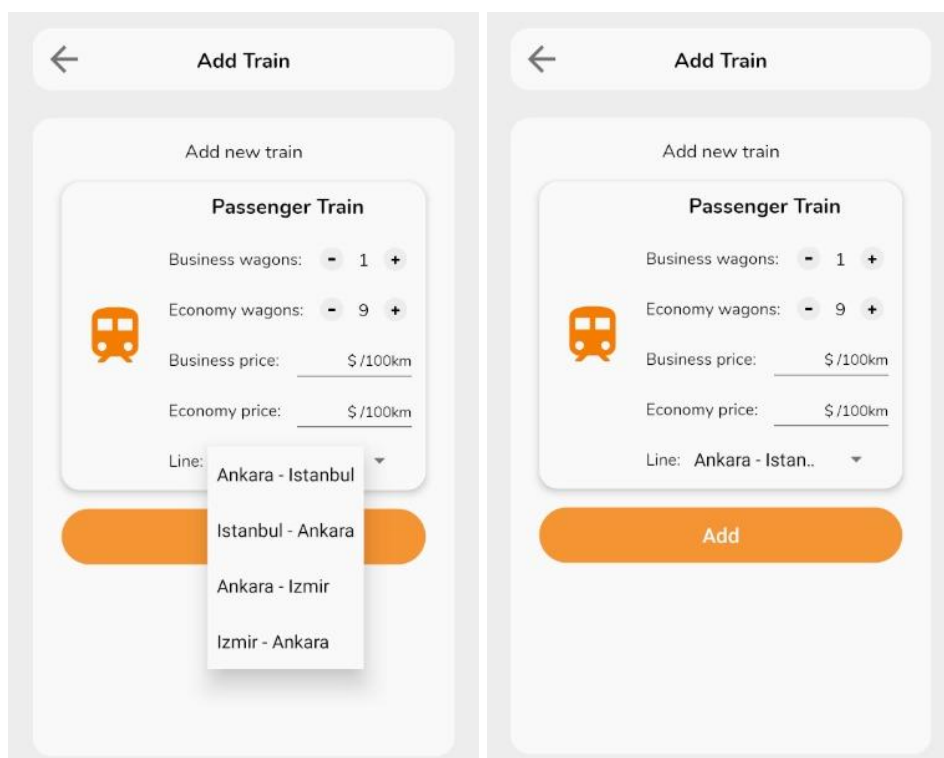 Add Train
Add new train
Passenger Train
Business wagons: - 1 +
Economy wagons: - 9 +
Business price: $/100km
Economy price: $/100km
Line:
Ankara - Istanbul
Istanbul - Ankara
Ankara - Izmir
Izmir - Ankara
Add Train
Add new train
Passenger Train
Business wagons: - 1 +
Economy wagons: - 9 +
Business price: $/100km
Economy price: $/100km
Line: Ankara - Istan..
Add